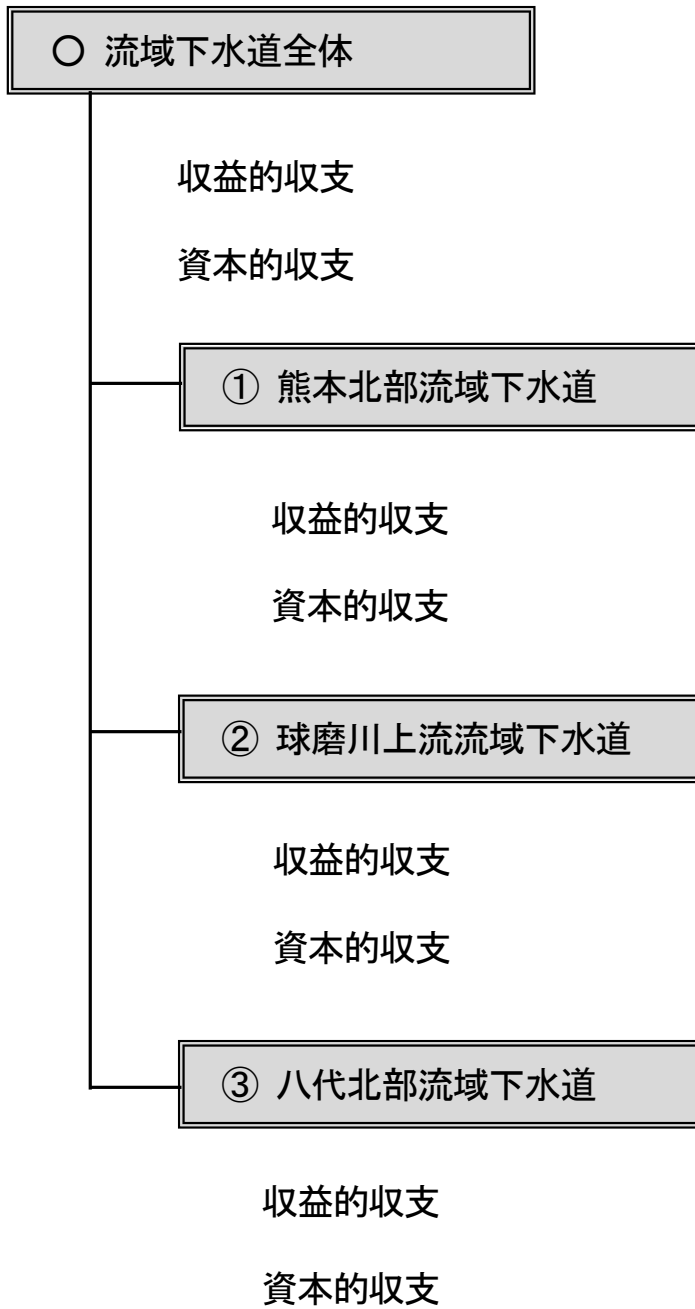 ○ 流域下水道全体
収益的収支
資本的収支
① 熊本北部流域下水道
収益的収支
資本的収支
② 球磨川上流流域下水道
収益的収支
資本的収支
③ 八代北部流域下水道
収益的収支
資本的収支